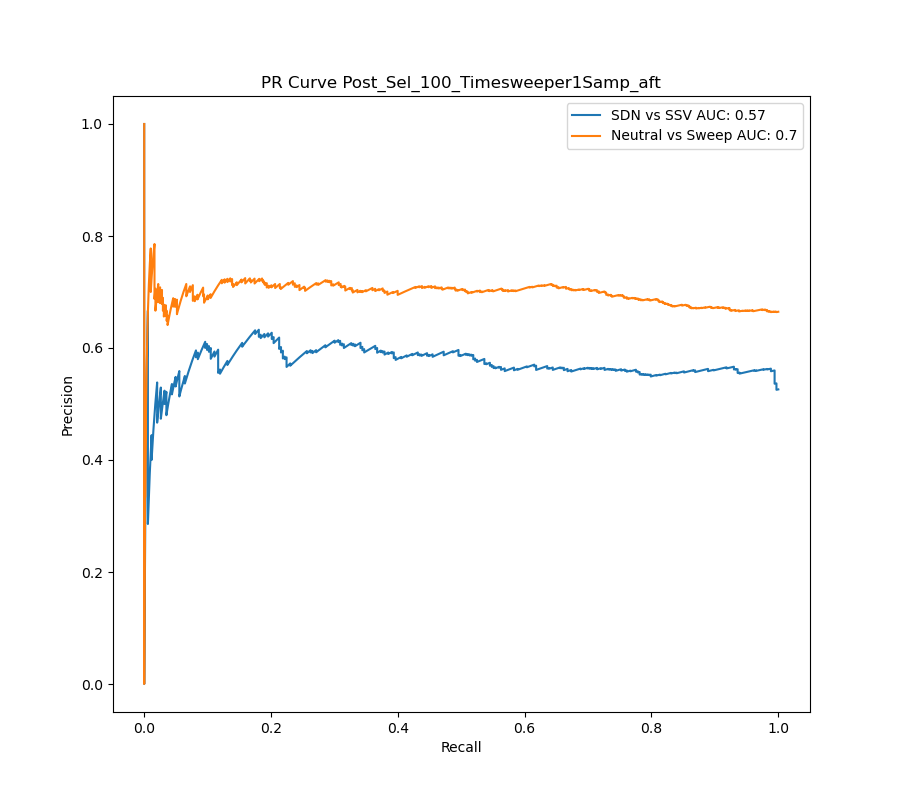 PR Curve Post_Sel_100_Timesweeper1Samp_aft
SDN vs SSV AUC: 0.57
Neutral vs Sweep AUC: 0.7
1.0
0.8
0.6
0.4
0.2
0.0
Precision
0.0 0.2 0.4 0.6 0.8 1.0
Recall